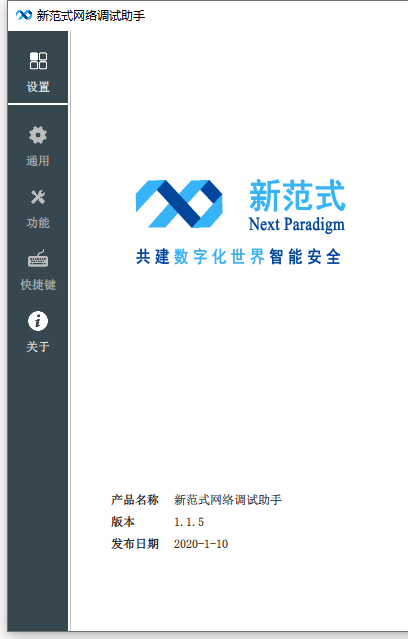 新范式网络调试助手
设置
通用
功能
快捷键
关于
新范式
Next Paradigm
共建数字化世界智能安全
产品名称 新范式网络调试助手
版本 1.1.5
发布日期 2020-1-10